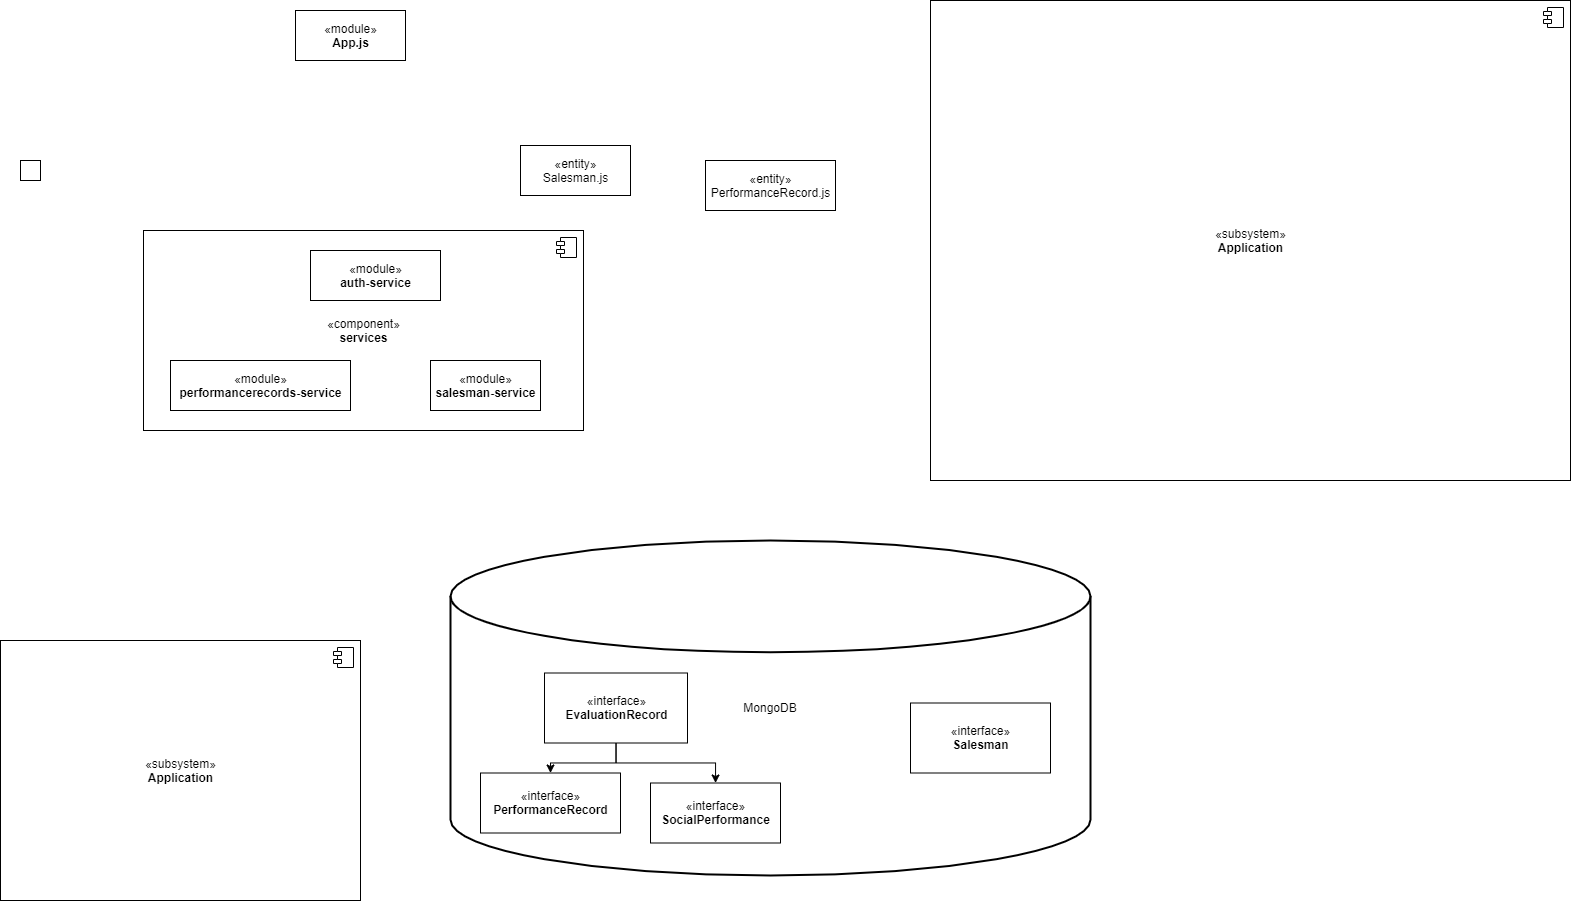 «module»
App.js
«entity»
Salesman.js
«entity»
PerformanceRecord.js
«subsystem»
Application
«module»
auth-service
«component»
services
«module»
performancerecords-service
«module»
salesman-service
«interface»
EvaluationRecord
MongoDB
«interface»
Salesman
«subsystem»
Application
«interface»
PerformanceRecord
«interface»
SocialPerformance